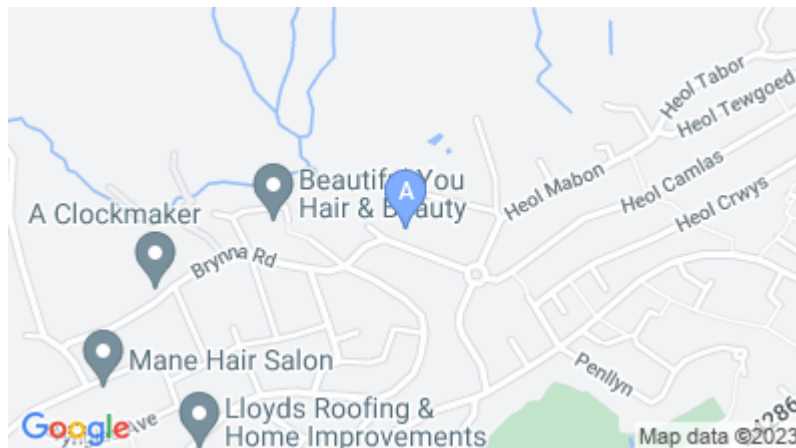 Heol Tabor
Heol Tewgoed
Beautiful You
Hair & Beauty
A
Heol Mabon
Heol Camlas
Heol Crwys
A Clockmaker
Brynna Rd
Mane Hair Salon
Penllyn
Lloyds Roofing &
Home Improvements
Google
Map data ©2023